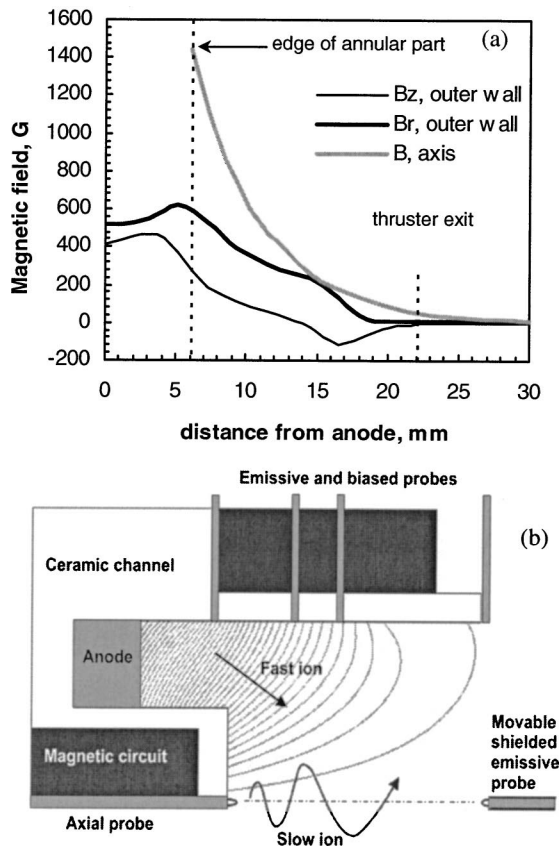 1600
(a)
1400
edge of annular part
1200
Bz, outer wall
1000
Br, outer wall
800
B, axis
600
thruster exit
400
200
0
-200
Magnetic field, G
0 5 10 15 20 25 30
distance from anode, mm
Emissive and biased probes
(b)
Ceramic channel
Anode
Fast ion
Magnetic circuit
Movable
shielded
emissive
probe
Axial probe
Slow ion